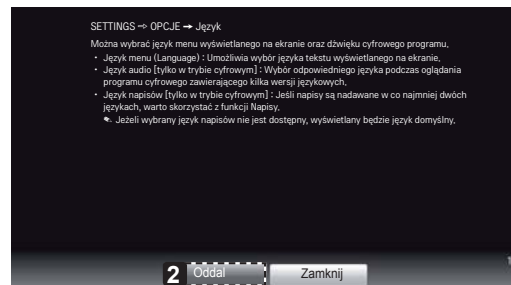 SETTINGS ⇨ OPCJE ➙ Język
Można wybrać język menu wyświetlanego na ekranie oraz dźwięku cyfrowego programu.
• Język menu (Language) : Umożliwia wybór języka tekstu wyświetlanego na ekranie.
• Język audio [tylko w trybie cyfrowym] : Wybór odpowiedniego języka podczas oglądania
programu cyfrowego zawierającego kilka wersji językowych.
• Język napisów [tylko w trybie cyfrowym] : Jeśli napisy są nadawane w co najmniej dwóch
językach, warto skorzystać z funkcji Napisy.
✎ Jeżeli wybrany język napisów nie jest dostępny, wyświetlany będzie język domyślny.
2 Oddal Zamknij